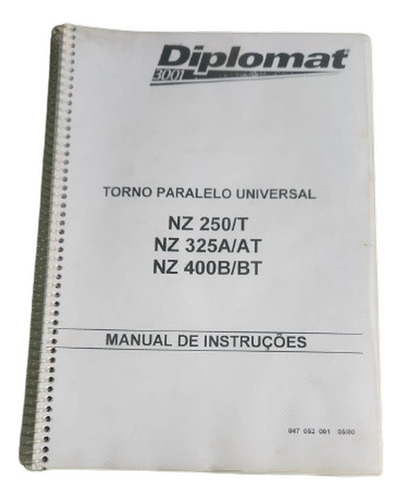 Diplomat
3001
TORNO PARALELO UNIVERSAL
NZ 250/T
NZ 325A/AT
NZ 400B/BT
MANUAL DE INSTRUÇÕES
047 052 001 05/00